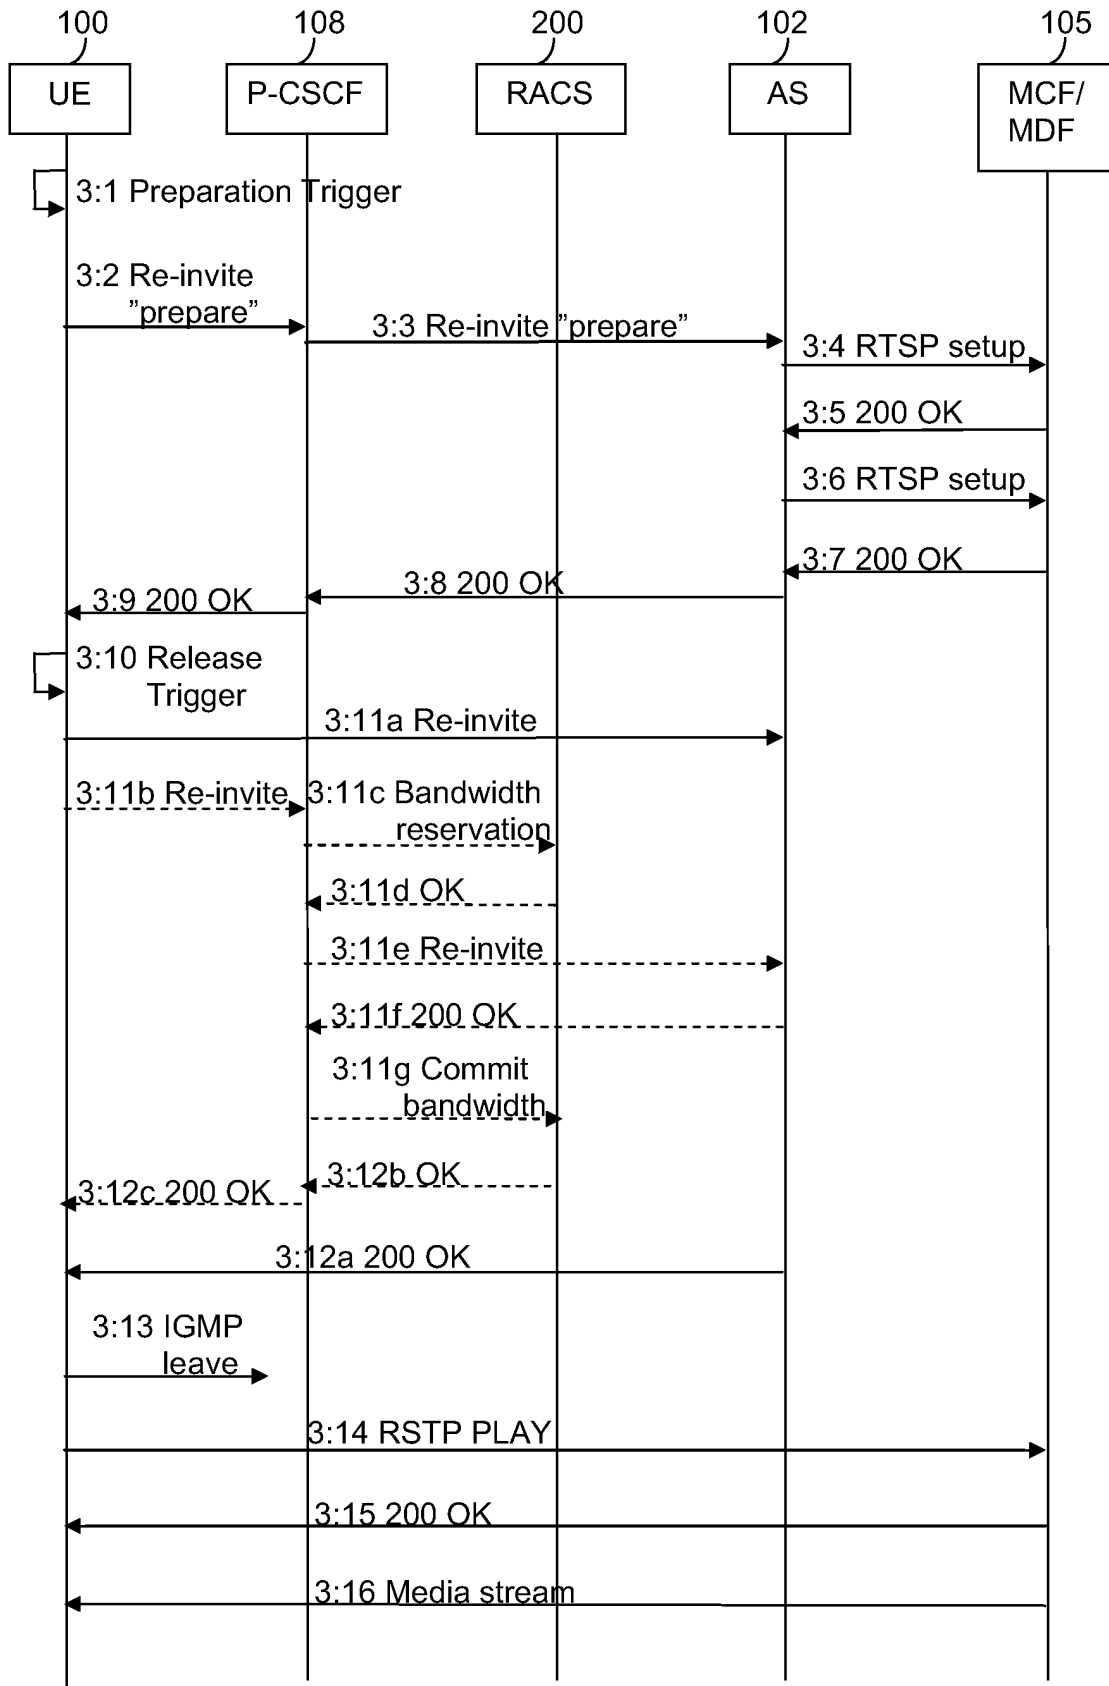 100 108 200 102 105
UE P-CSCF RACS AS MCF/
MDF
3:1 Preparation Trigger
3:2 Re-invite
"prepare"
3:3 Re-invite "prepare"
3:4 RTSP setup
3:5 200 OK
3:6 RTSP setup
3:7 200 OK
3:8 200 OK
3:9 200 OK
3:10 Release
Trigger
3:11a Re-invite
3:11b Re-invite
3:11c Bandwidth
reservation
3:11d OK
3:11e Re-invite
3:11f 200 OK
3:11g Commit
bandwidth
3:12b OK
3:12c 200 OK
3:12a 200 OK
3:13 IGMP
leave
3:14 RSTP PLAY
3:15 200 OK
3:16 Media stream